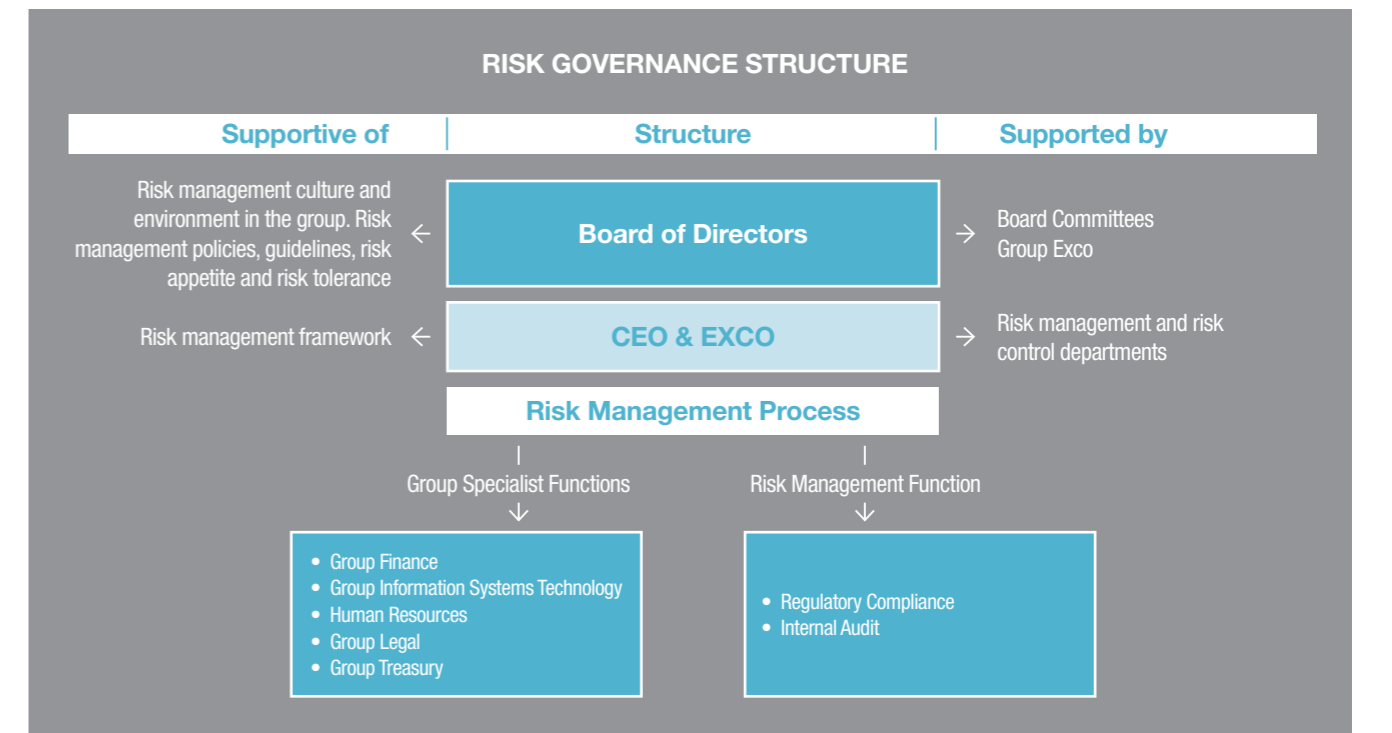 RISK GOVERNANCE STRUCTURE
Supportive of
Structure
Supported by
Risk management culture and
environment in the group. Risk
management policies, guidelines, risk
appetite and risk tolerance
Board of Directors
Board Committees
Group Exco
Risk management framework
CEO & EXCO
Risk management and risk
control departments
Risk Management Process
Group Specialist Functions
Risk Management Function
• Group Finance
• Group Information Systems Technology
• Human Resources
• Group Legal
• Group Treasury
• Regulatory Compliance
• Internal Audit